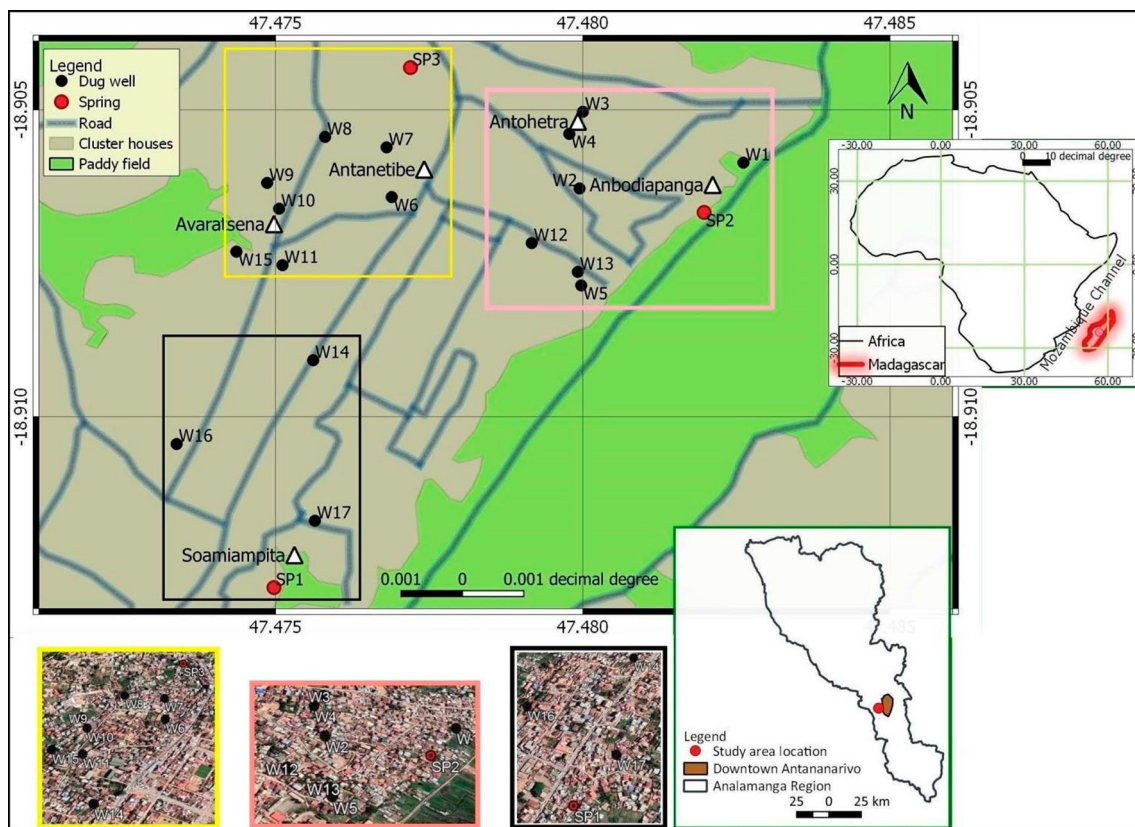 47.475
47.480
47.485
Legend
Dug well
Spring
Road
Cluster houses
Paddy field
-18.905
-18.910
SP3
W8
W7
Antanetibe
W9
W10
W6
Avaratsena
W15
W11
W3
Antohetra
W4
W1
W2
Anbodiapanga
SP2
W12
W13
W5
N
W14
W16
W17
Soamiampita
SP1
0.001
0
0.001 decimal degree
47.475
47.480
47.485
-30.00
0.00
30.00
60.00
10 decimal degree
30.00
0.00
-30.00
Mozambique Channel
Africa
Madagascar
-30.00
0.00
30.00
60.00
SP3
W8
W7
W9
W6
W10
W15
W11
W14
W3
W4
W2
W
SP2
W12
W13
W5
W14
W16
W17
SP1
Legend
Study area location
Downtown Antananarivo
Analamanga Region
25
0
25 km